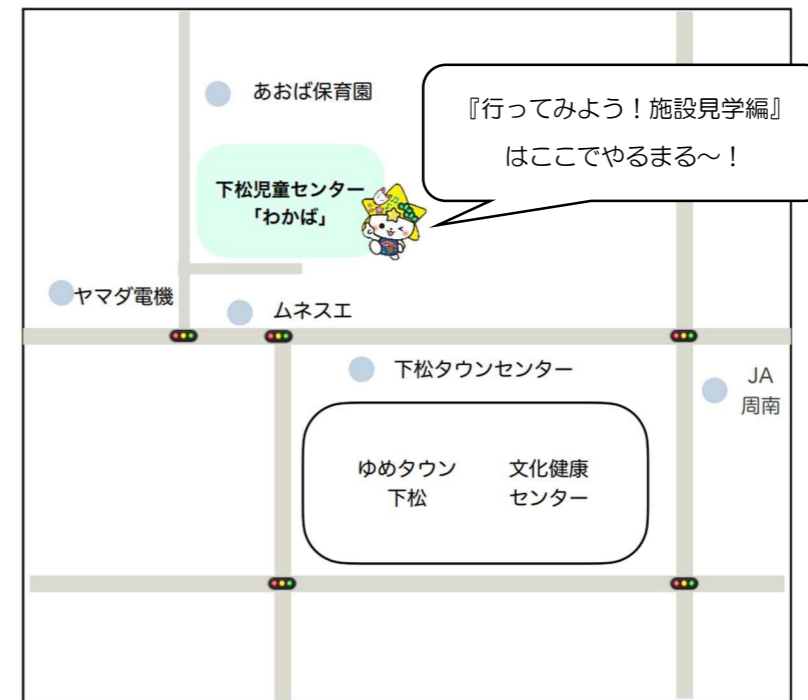 あおば保育園
『行ってみよう！施設見学編』
はここでやるまる～！
下松児童センター
「わかば」
ヤマダ電機
ムネスエ
下松タウンセンター
JA
周南
ゆめタウン
下松
文化健康
センター